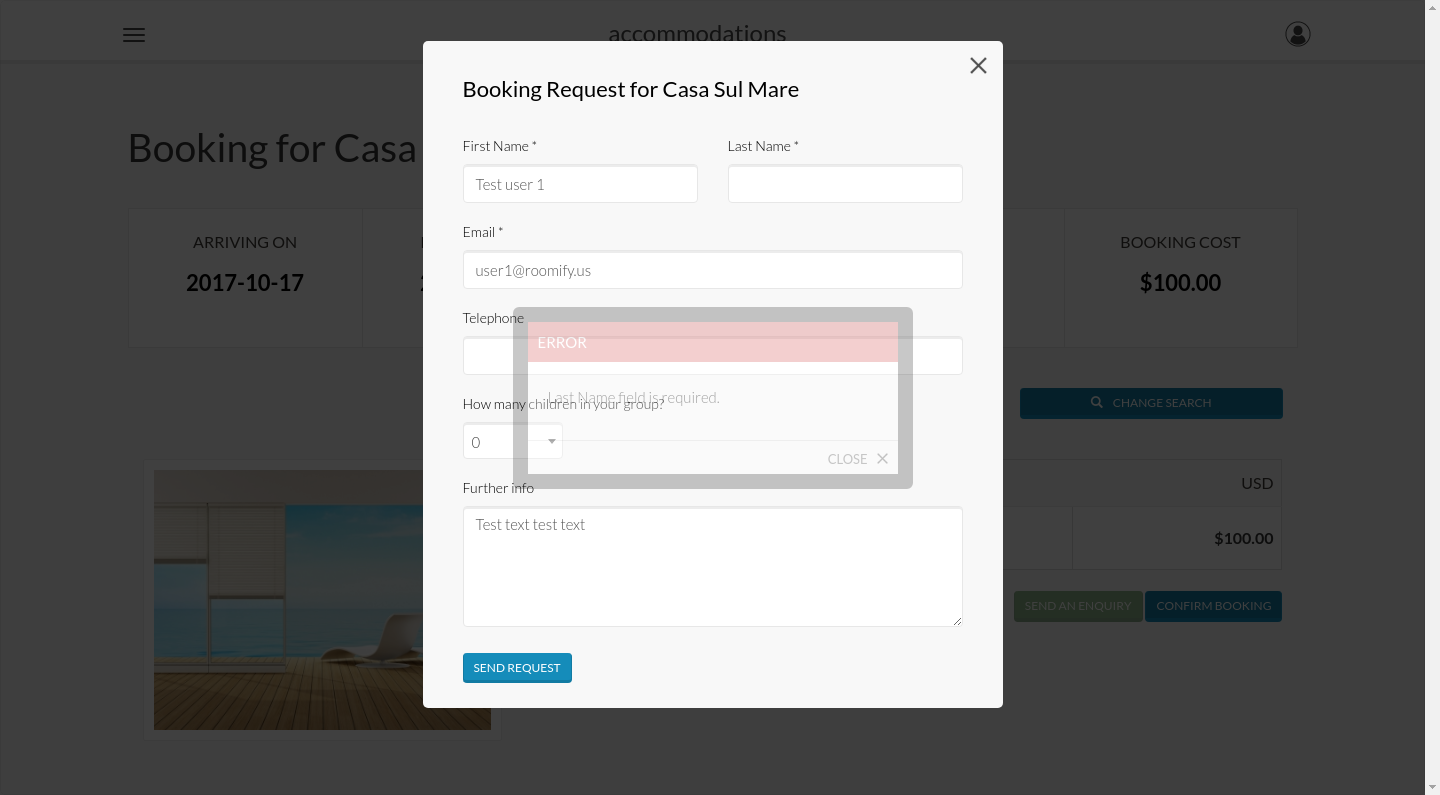 accommodations
Booking Request for Casa Sul Mare
Booking for Casa
First Name *
Last Name *
Test user 1
Email *
user1@roomify.us
ARRIVING ON
2017-10-17
BOOKING COST
$100.00
Telephone
ERROR
Last Name field is required.
CLOSE
How many children in your group?
0
CHANGE SEARCH
Further info
Test text test text
USD
$100.00
SEND AN ENQUIRY
CONFIRM BOOKING
SEND REQUEST